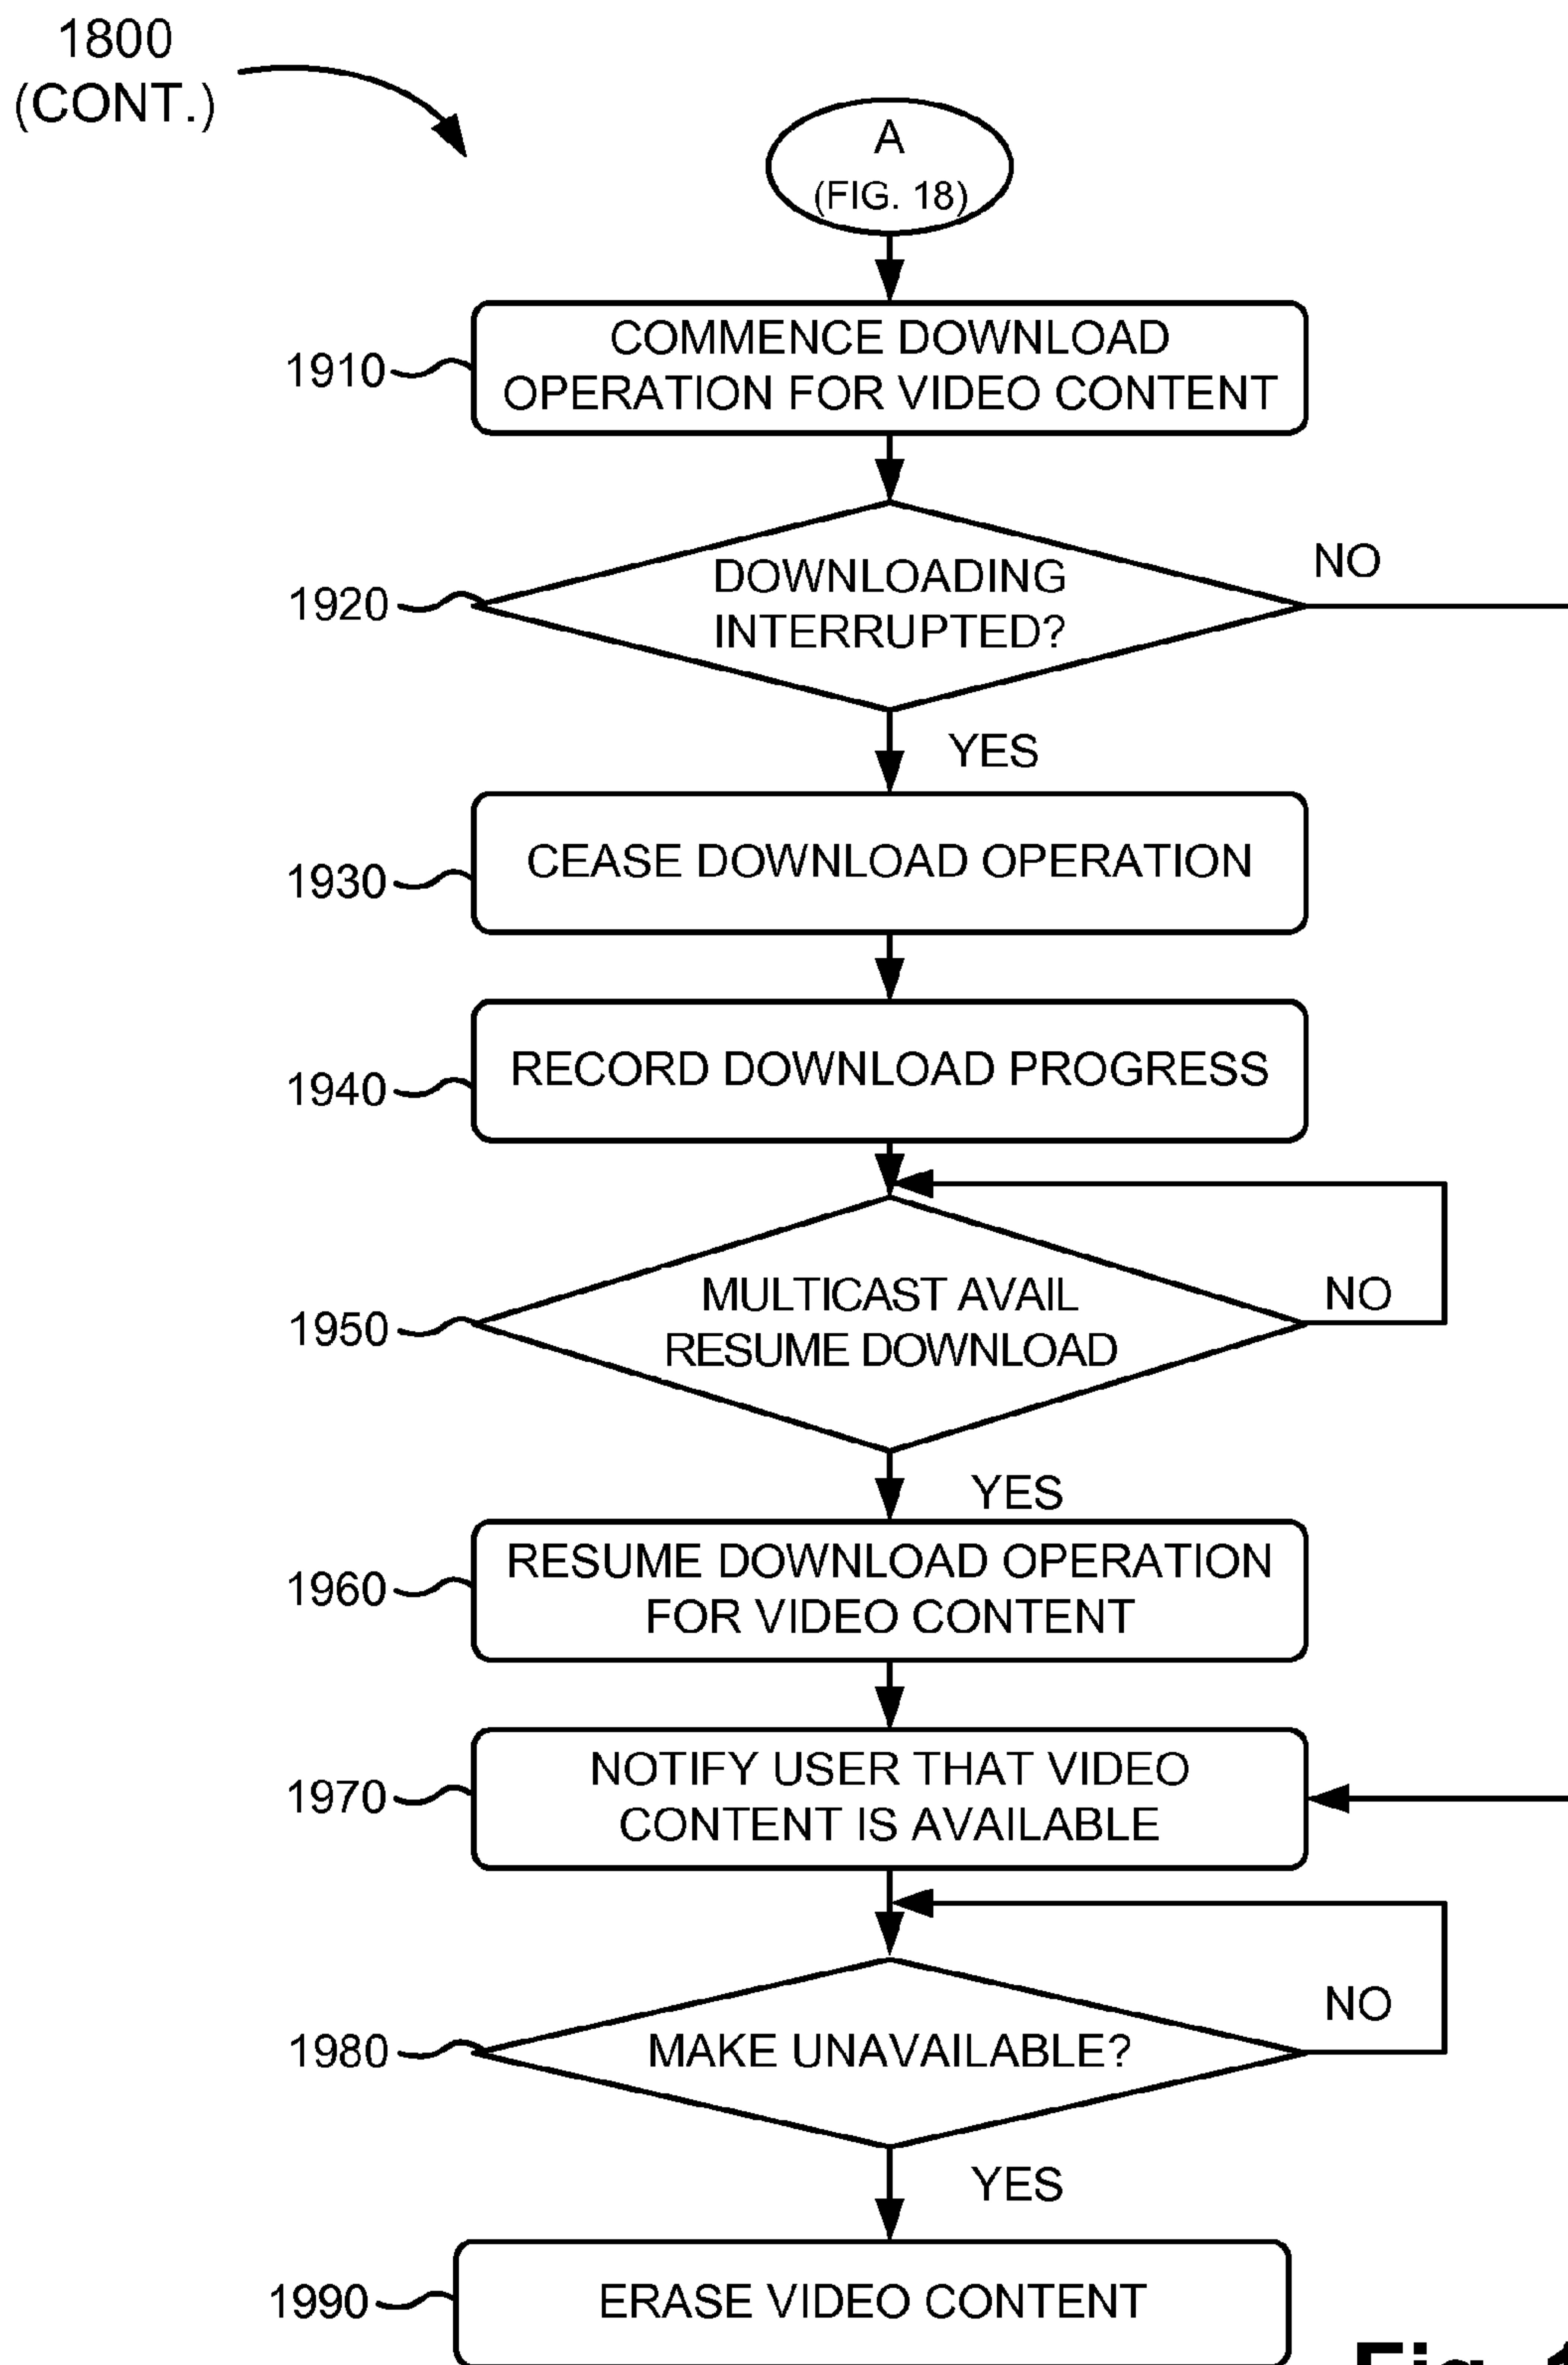 1800
(CONT.)
A
(FIG. 18)
1910
COMMENCE DOWNLOAD
OPERATION FOR VIDEO CONTENT
1920
DOWNLOADING
INTERRUPTED?
NO
YES
1930
CEASE DOWNLOAD OPERATION
1940
RECORD DOWNLOAD PROGRESS
1950
MULTICAST AVAIL
RESUME DOWNLOAD
NO
YES
1960
RESUME DOWNLOAD OPERATION
FOR VIDEO CONTENT
1970
NOTIFY USER THAT VIDEO
CONTENT IS AVAILABLE
1980
MAKE UNAVAILABLE?
NO
YES
1990
ERASE VIDEO CONTENT